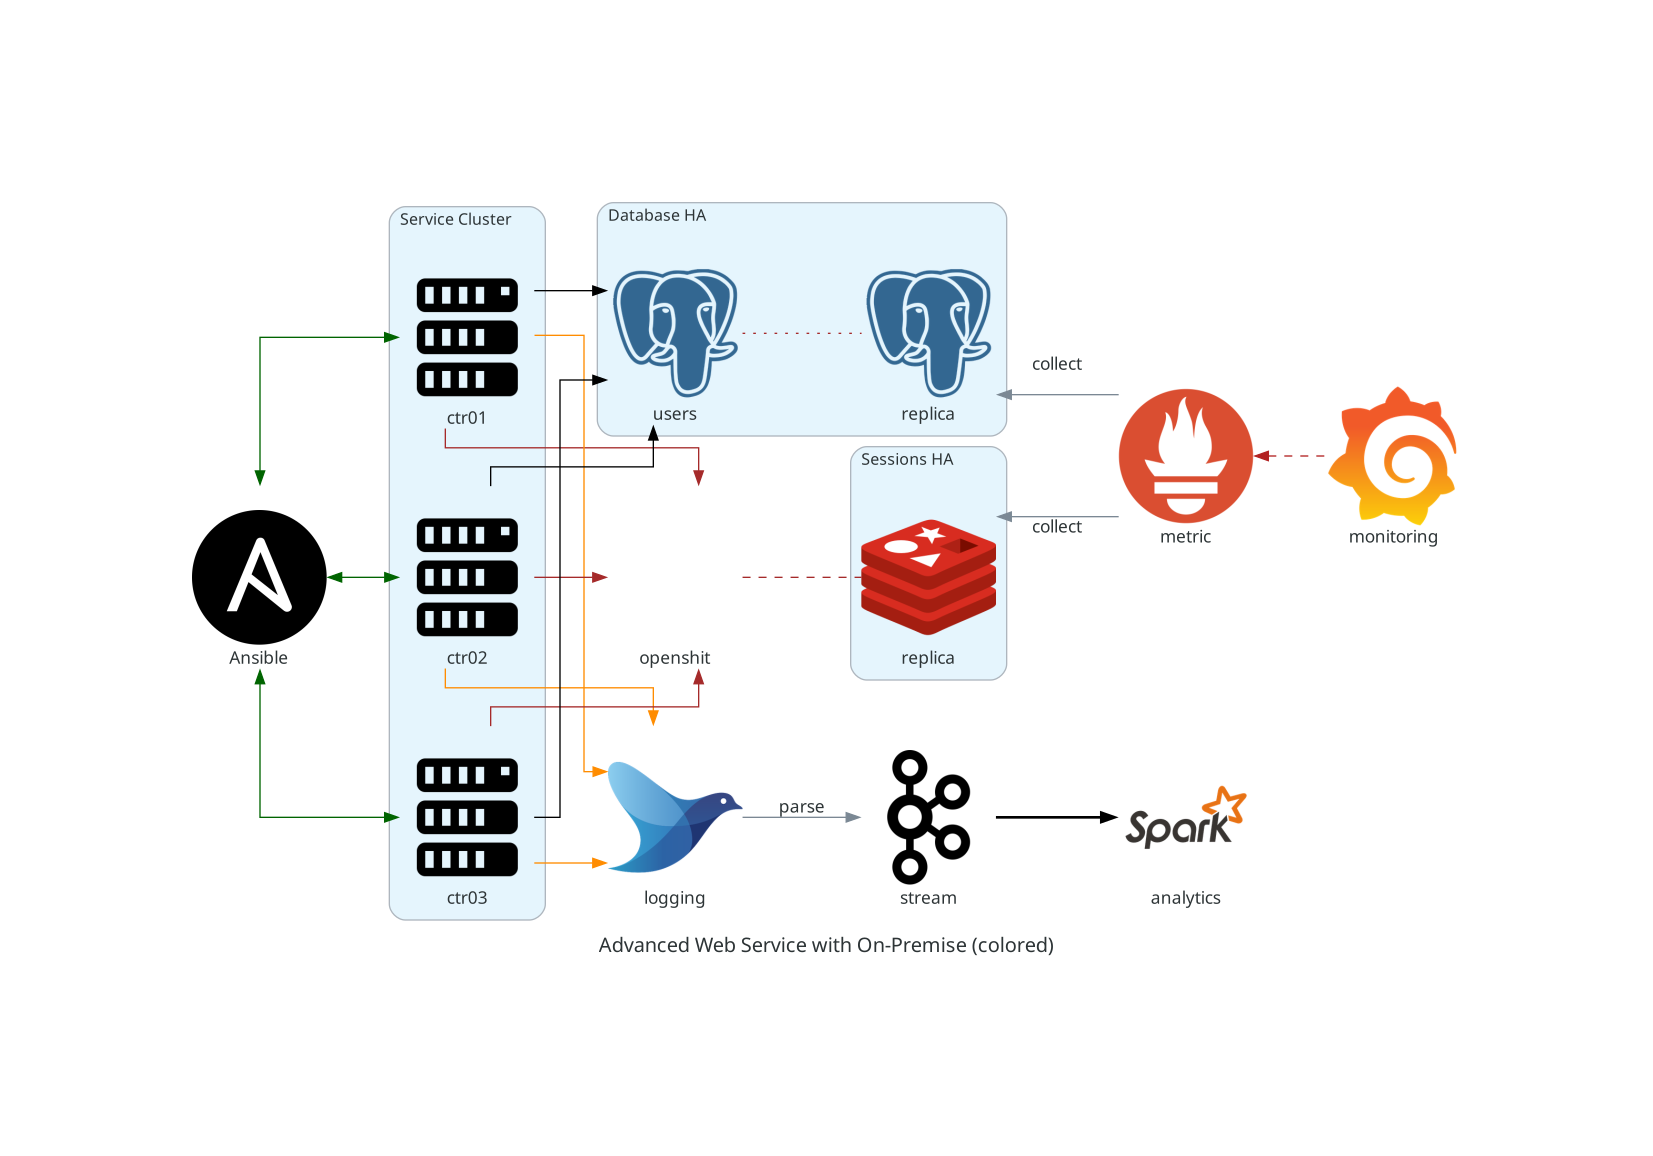 Service Cluster
Database HA
ctr01
users
replica
collect
Sessions HA
collect
metric
monitoring
Ansible
ctr02
openshit
replica
parse
Spark
ctr03
logging
stream
analytics
Advanced Web Service with On-Premise (colored)